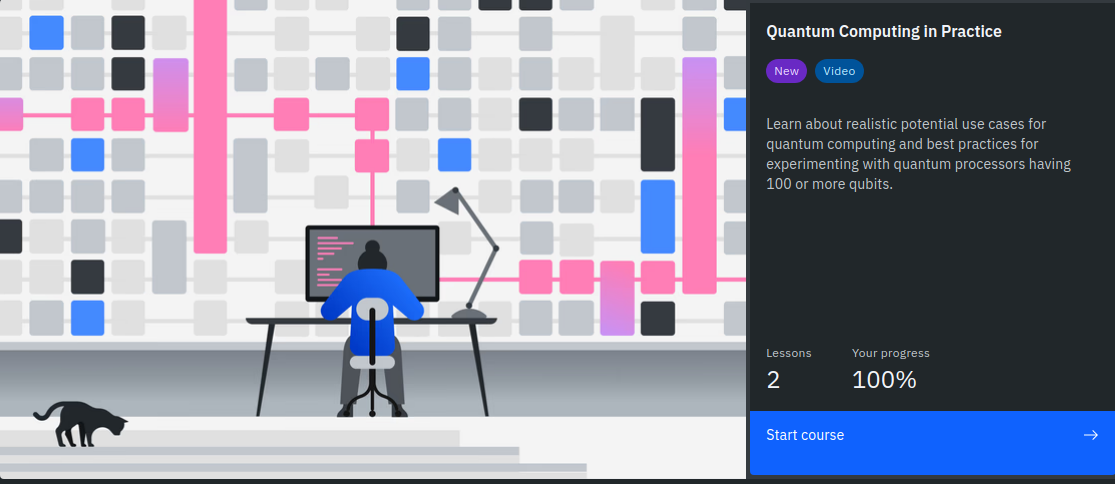 Quantum Computing in Practice
New Video
Learn about realistic potential use cases for
quantum computing and best practices for
experimenting with quantum processors having
100 or more qubits.
Lessons Your progress
2 100%
Start course